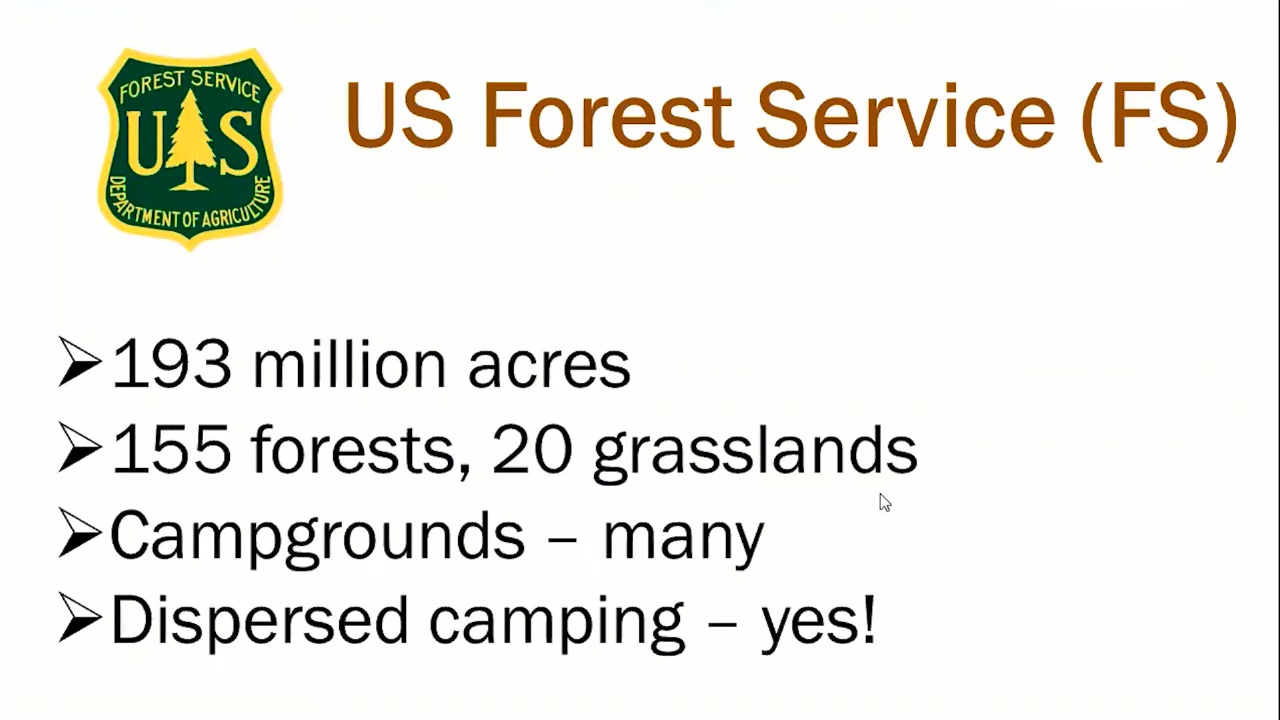 FOREST SERVICE
US
DEPARTMENT OF AGRICULTURE
US Forest Service (FS)
➢193 million acres
➢155 forests, 20 grasslands
➢Campgrounds – many
➢Dispersed camping – yes!